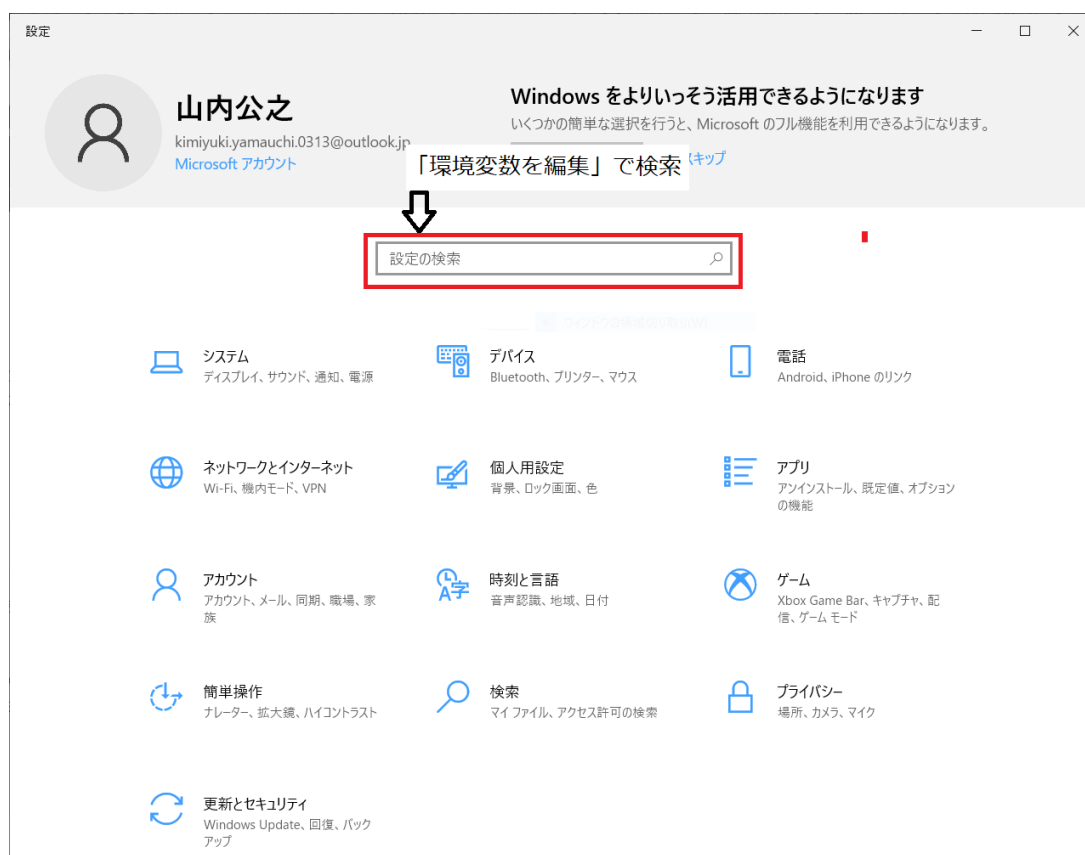 設定
山内公之
kimiyuki.yamauchi.0313@outlook.jp
Microsoft アカウント
Windows をよりいっそう活用できるようになります
いくつかの簡単な選択を行うと、Microsoft のフル機能を利用できるようになります。
キップ
「環境変数を編集」で検索
設定の検索
システム
ディスプレイ、サウンド、通知、電源
デバイス
Bluetooth、プリンター、マウス
電話
Android、iPhone のリンク
ネットワークとインターネット
Wi-Fi、機内モード、VPN
個人用設定
背景、ロック画面、色
アプリ
アンインストール、既定値、オプション
の機能
アカウント
アカウント、メール、同期、職場、家
族
時刻と言語
音声認識、地域、日付
ゲーム
Xbox Game Bar、キャプチャ、配
信、ゲーム モード
簡単操作
ナレーター、拡大鏡、ハイコントラスト
検索
マイ ファイル、アクセス許可の検索
プライバシー
場所、カメラ、マイク
更新とセキュリティ
Windows Update、回復、バック
アップ